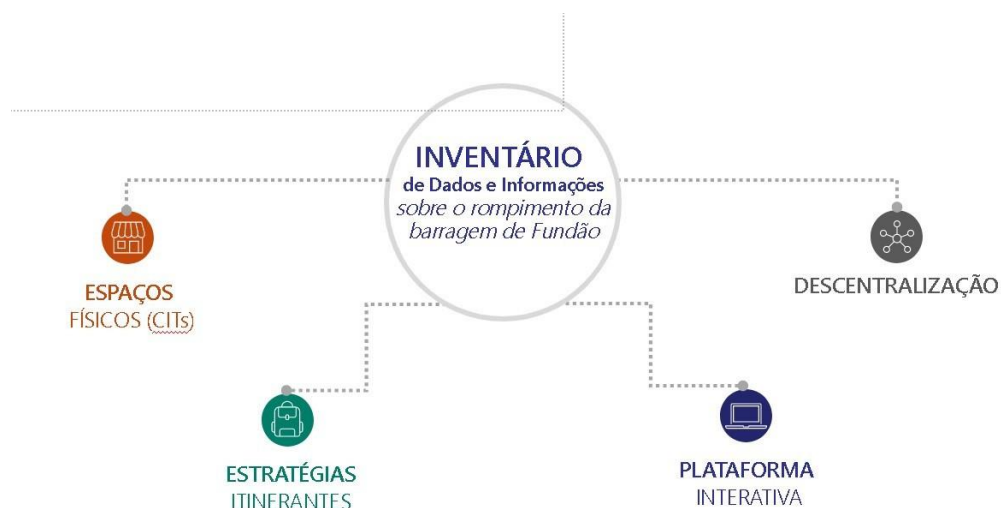 INVENTÁRIO
de Dados e Informações
sobre o rompimento da
barragem de Fundão
ESPAÇOS
FÍSICOS (CITs)
DESCENTRALIZAÇÃO
ESTRATÉGIAS
ITINERANTES
PLATAFORMA
INTERATIVA